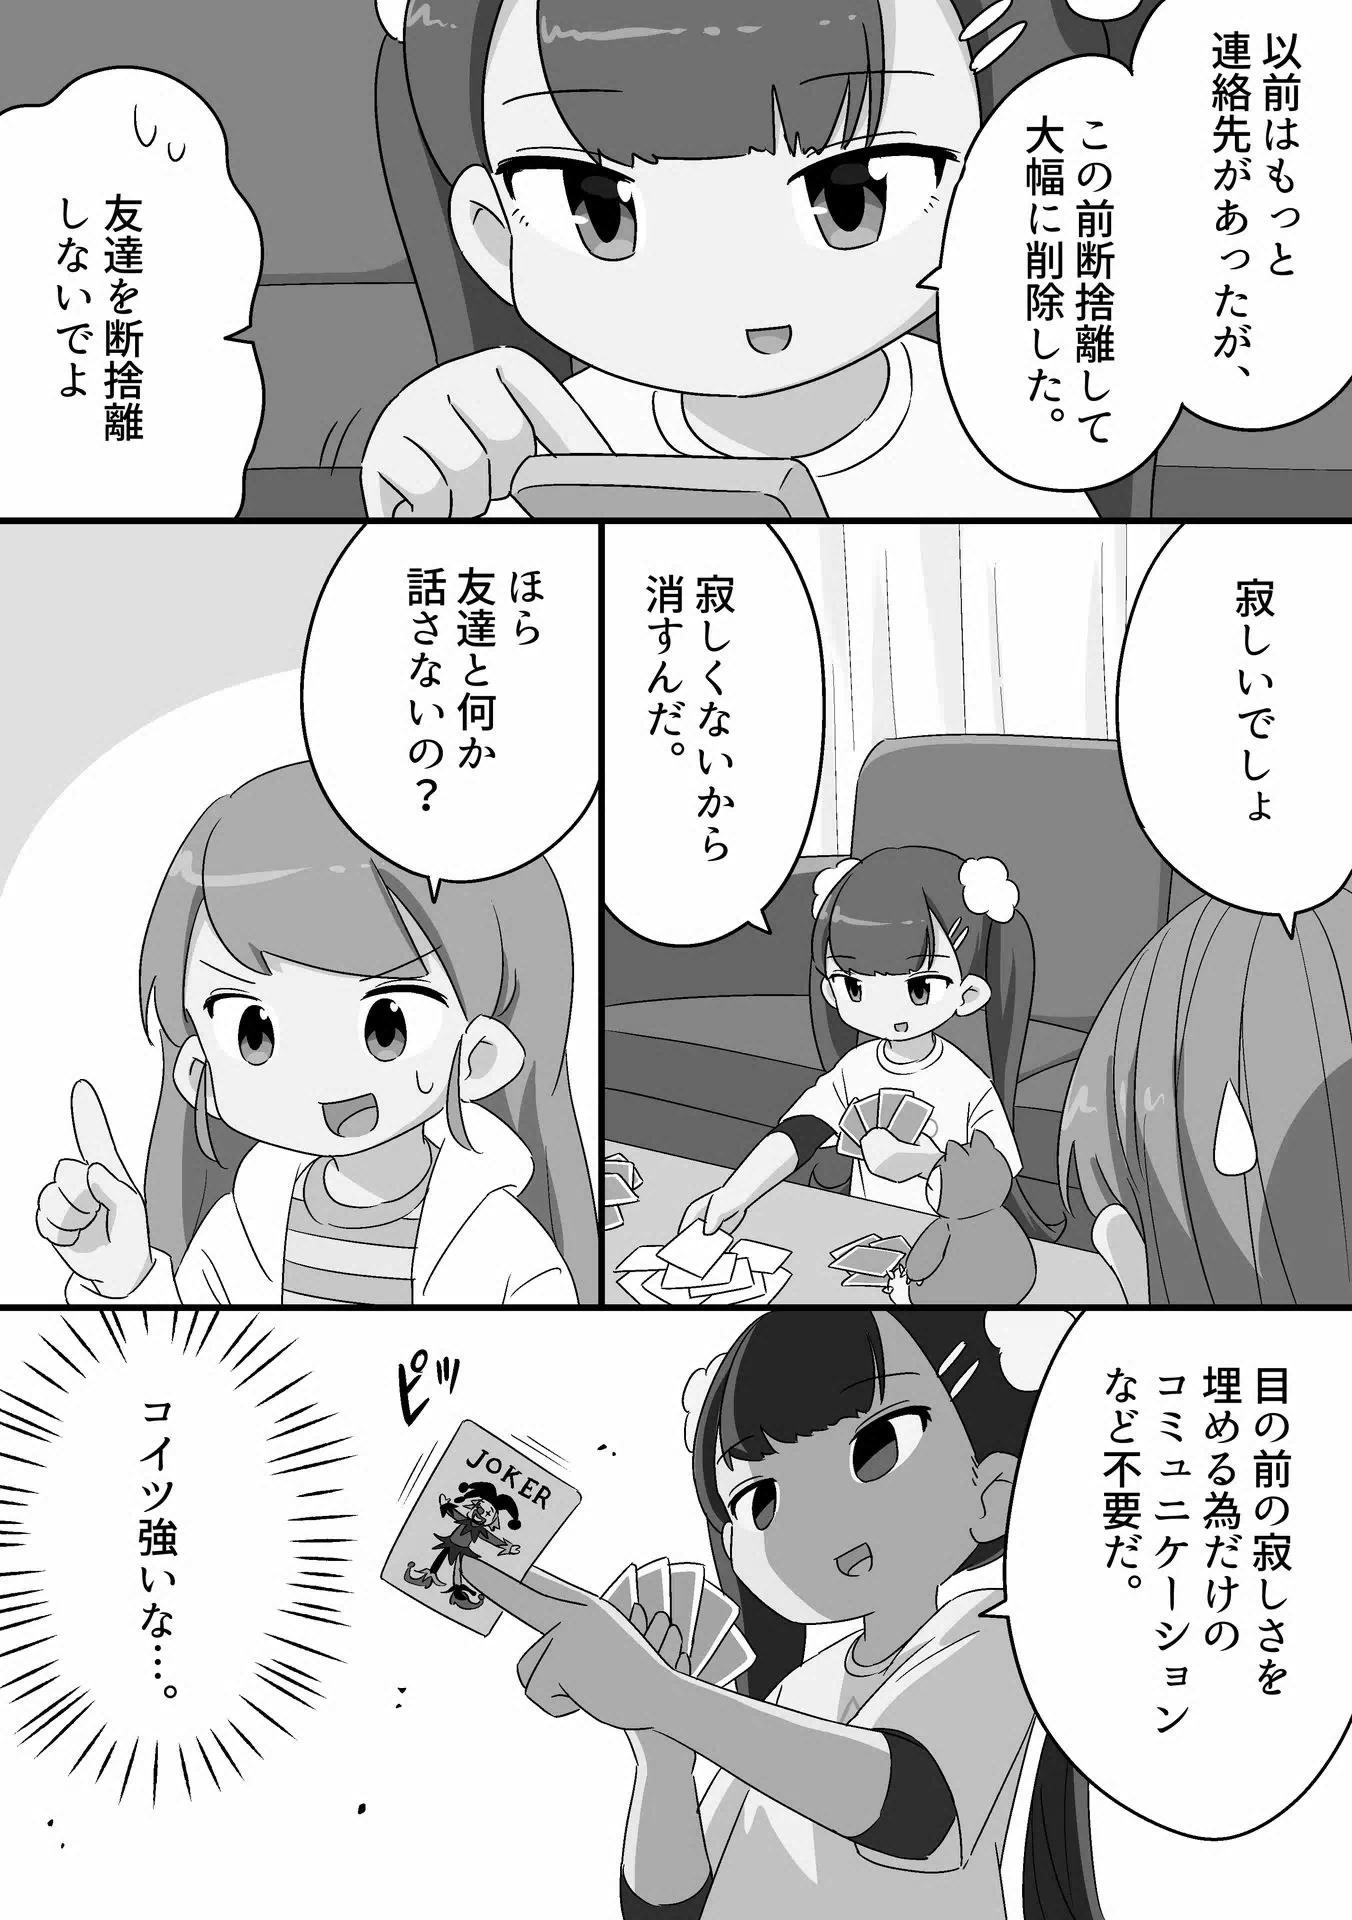 以前はもっと
連絡先があったが、
この前断捨離して
大幅に削除した。
友達を断捨離
しないでよ
寂しいでしょ
寂しくないから
消すんだ。
ほら
友達と何か
話さないの？
目の前の寂しさを
埋める為だけの
コミュニケーション
など不要だ。
ピッ
JOKER
コイツ強いな…。